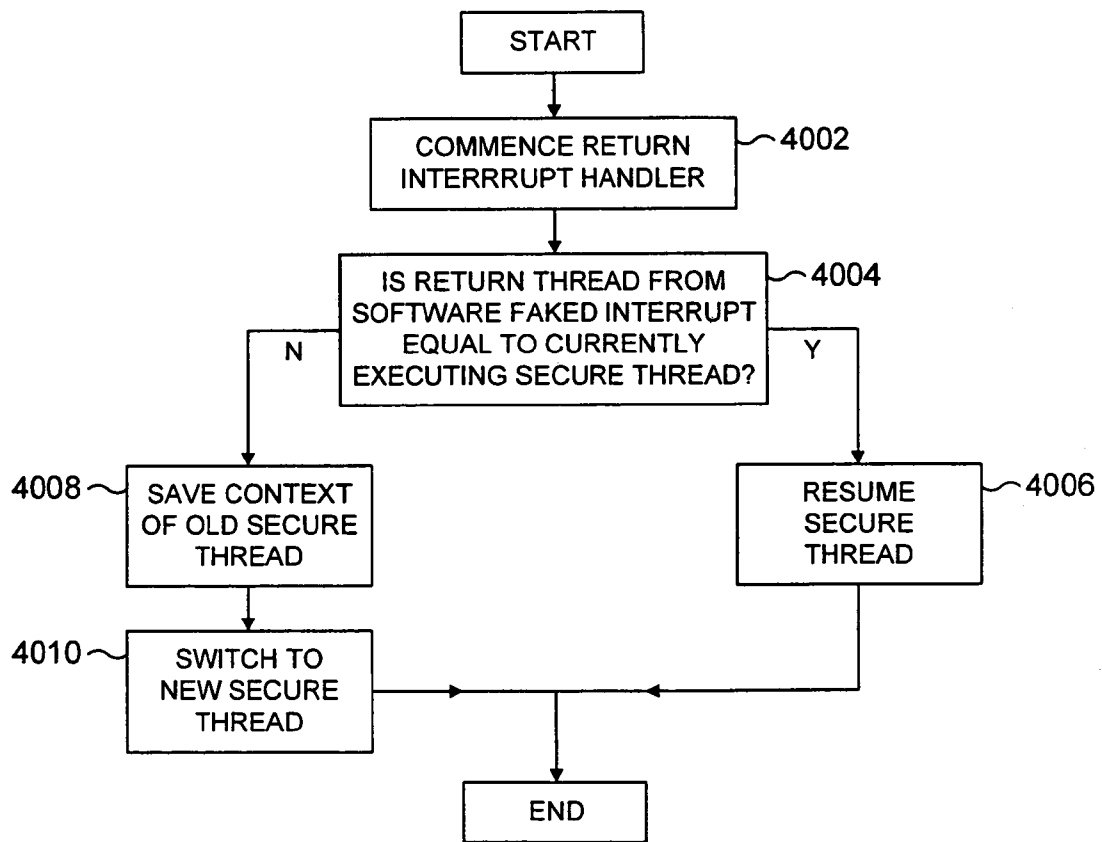 START
COMMENCE RETURN
INTERRRUPT HANDLER
4002
IS RETURN THREAD FROM
SOFTWARE FAKED INTERRUPT
EQUAL TO CURRENTLY
EXECUTING SECURE THREAD?
4004
N
Y
4008
SAVE CONTEXT
OF OLD SECURE
THREAD
RESUME
SECURE
THREAD
4006
4010
SWITCH TO
NEW SECURE
THREAD
END